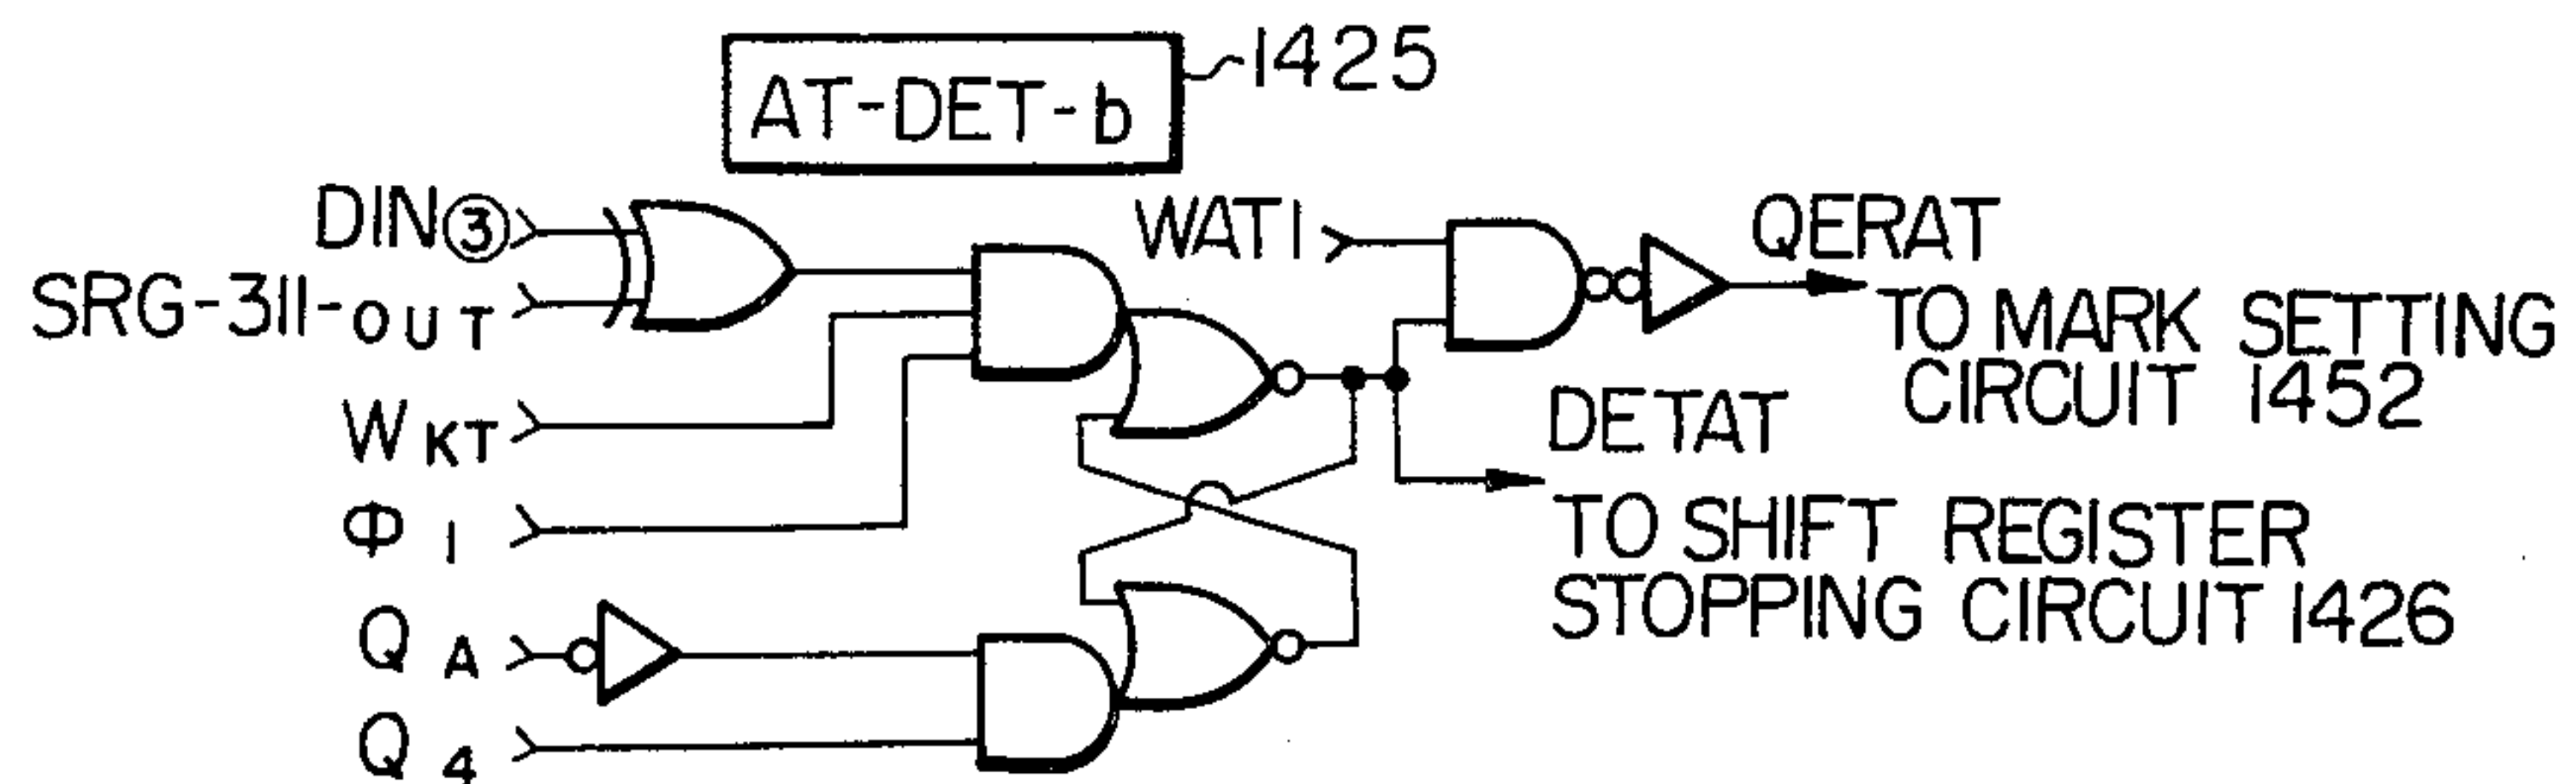 AT-DET-b
1425
DIN③
SRG-311-OUT
WKT
Φ1
QA
Q4
WAT1
QERAT
TO MARK SETTING
CIRCUIT 1452
DETAT
TO SHIFT REGISTER
STOPPING CIRCUIT 1426